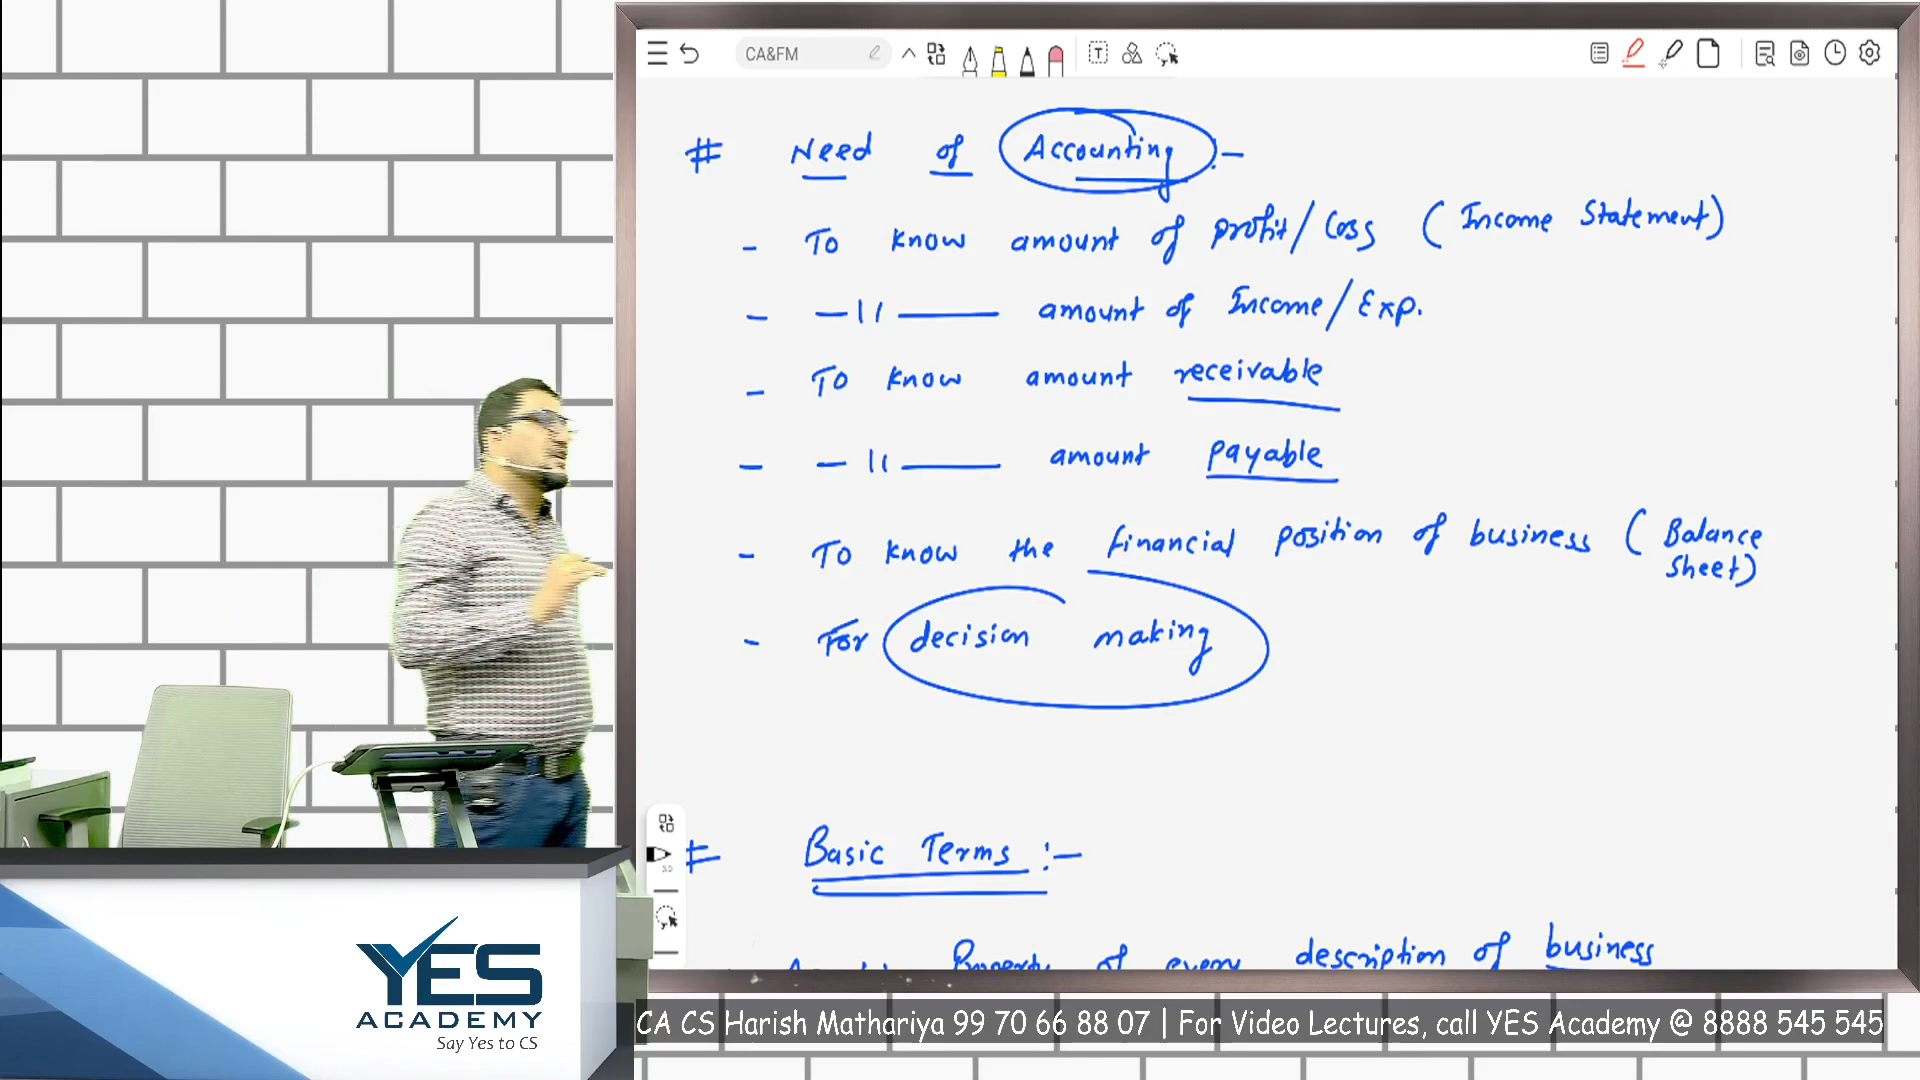 CA&FM
# Need of Accounting :-
- To know amount of profit/Loss (Income Statement)
- —||— amount of Income/Exp.
- To know amount receivable
- —||— amount payable
- To know the financial position of business (Balance Sheet)
- For decision making
# Basic Terms :-
Property of every description of business
YES
ACADEMY
Say Yes to CS
CA CS Harish Mathariya 99 70 66 88 07 | For Video Lectures, call YES Academy @ 8888 545 545